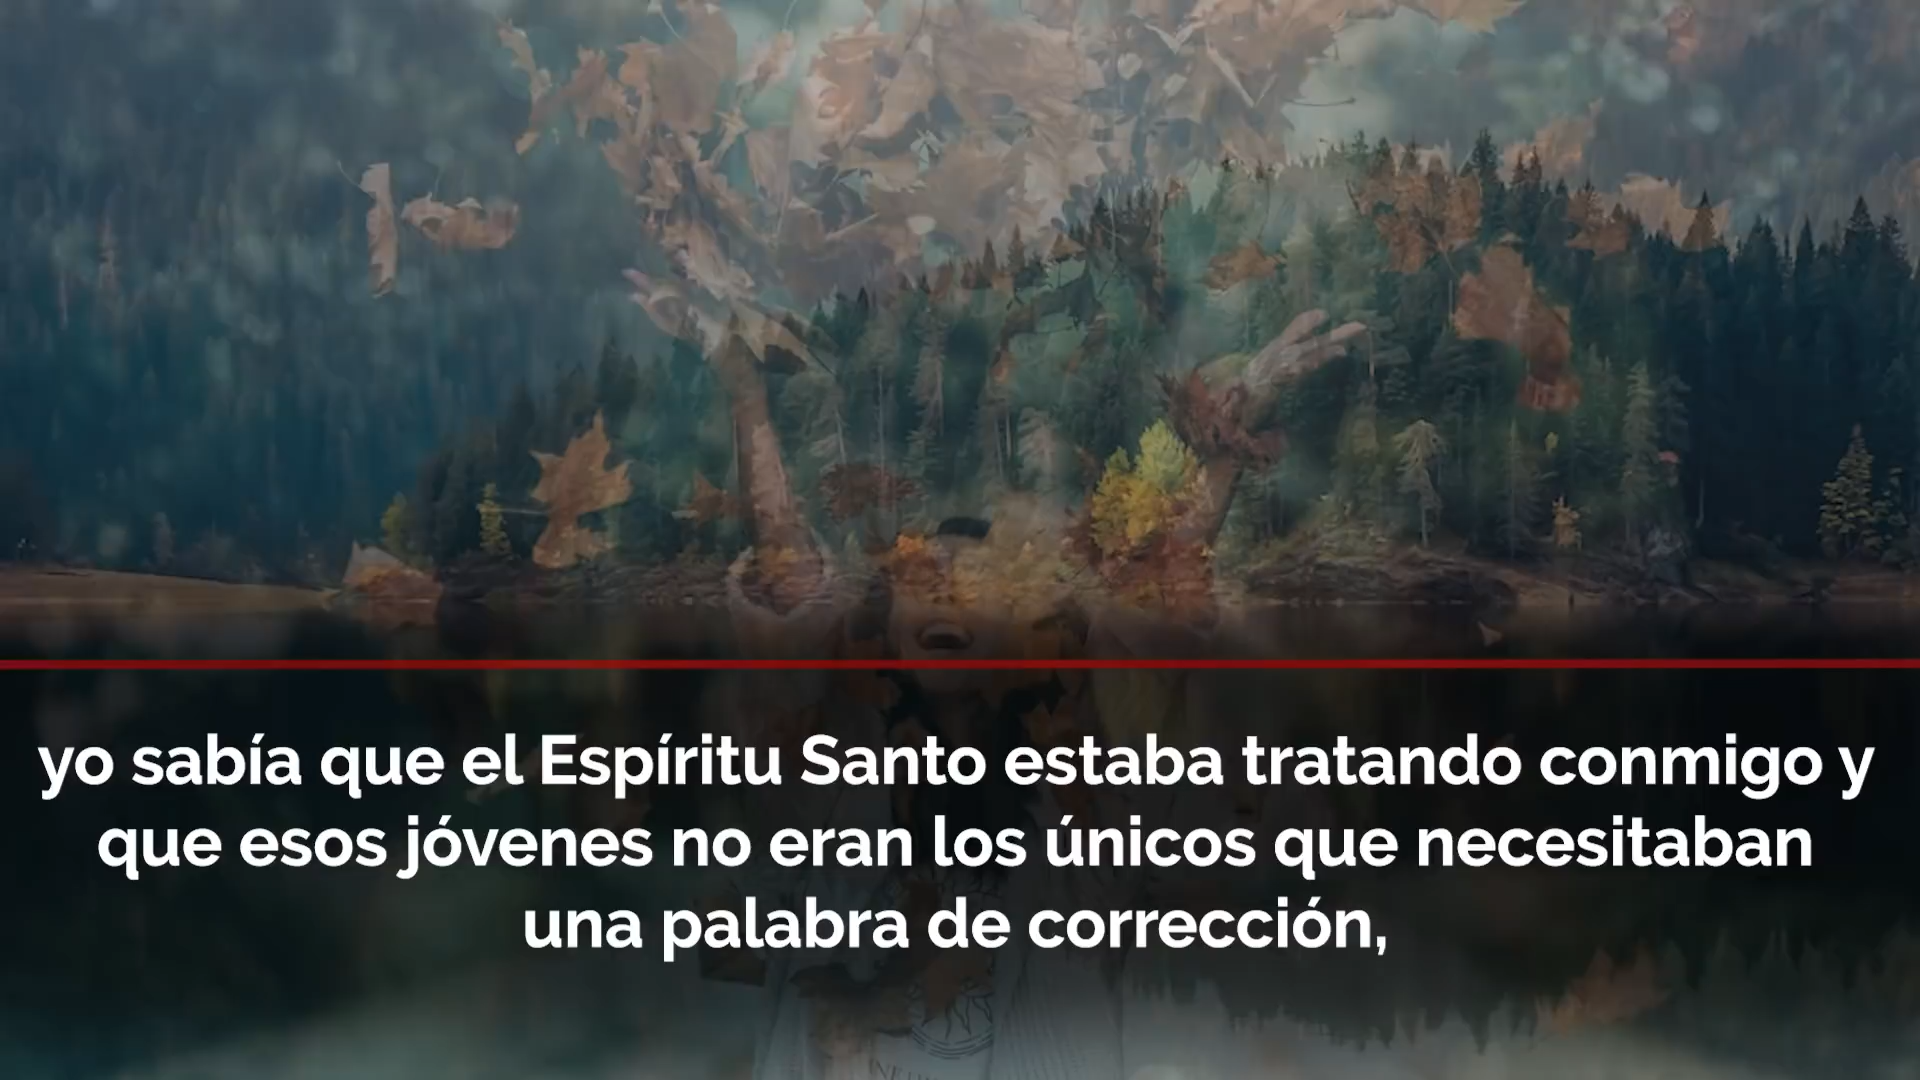 yo sabía que el Espíritu Santo estaba tratando conmigo y
que esos jóvenes no eran los únicos que necesitaban
una palabra de corrección,